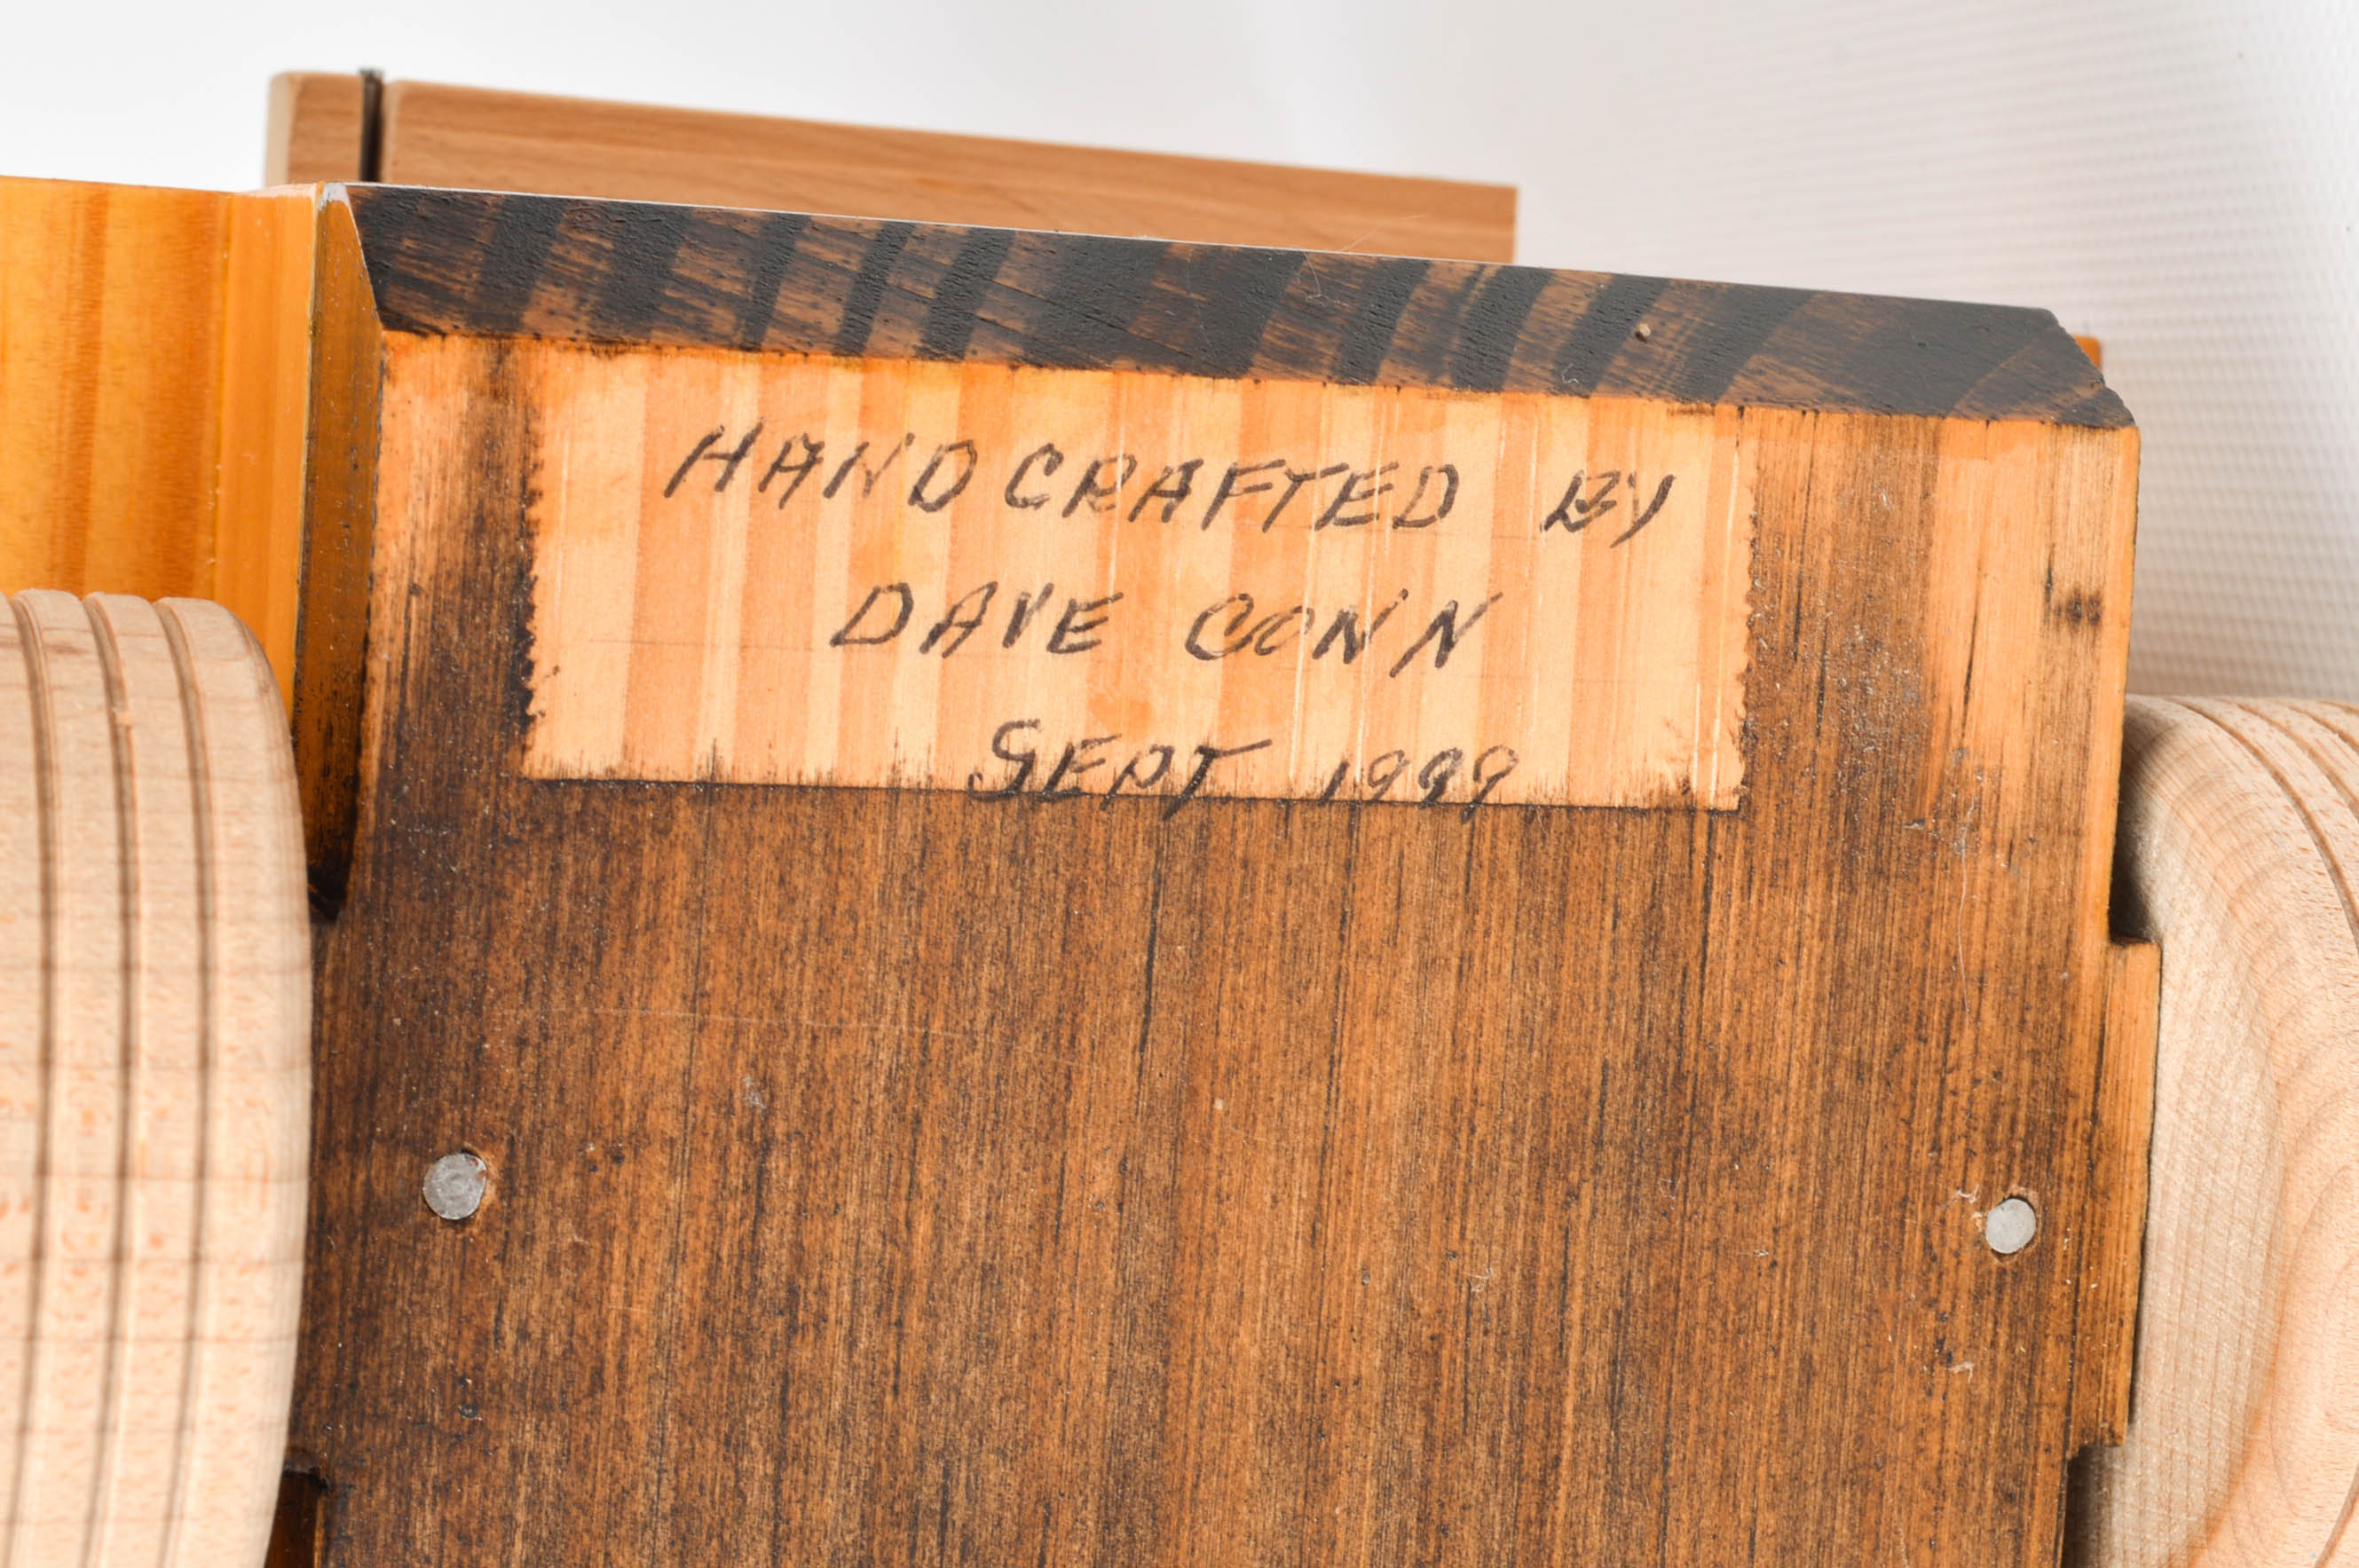 HANDCRAFTED BY
DAVE CONN
SEPT 1999